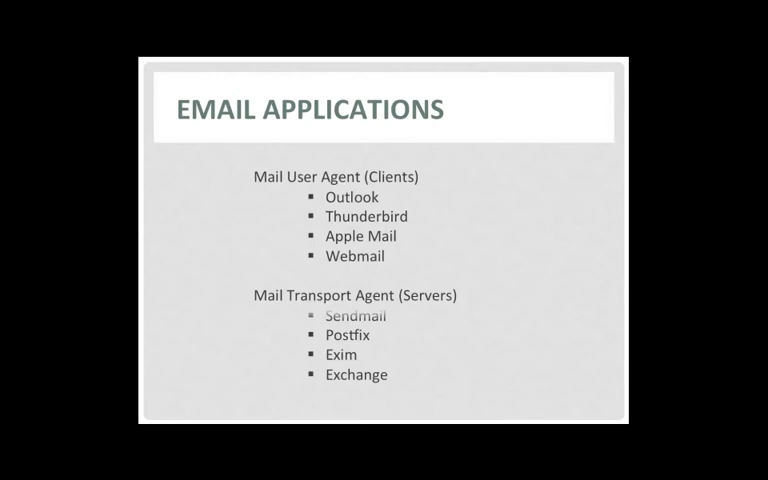 EMAIL APPLICATIONS
Mail User Agent (Clients)
▪ Outlook
▪ Thunderbird
▪ Apple Mail
▪ Webmail
Mail Transport Agent (Servers)
▪ Sendmail
▪ Postfix
▪ Exim
▪ Exchange